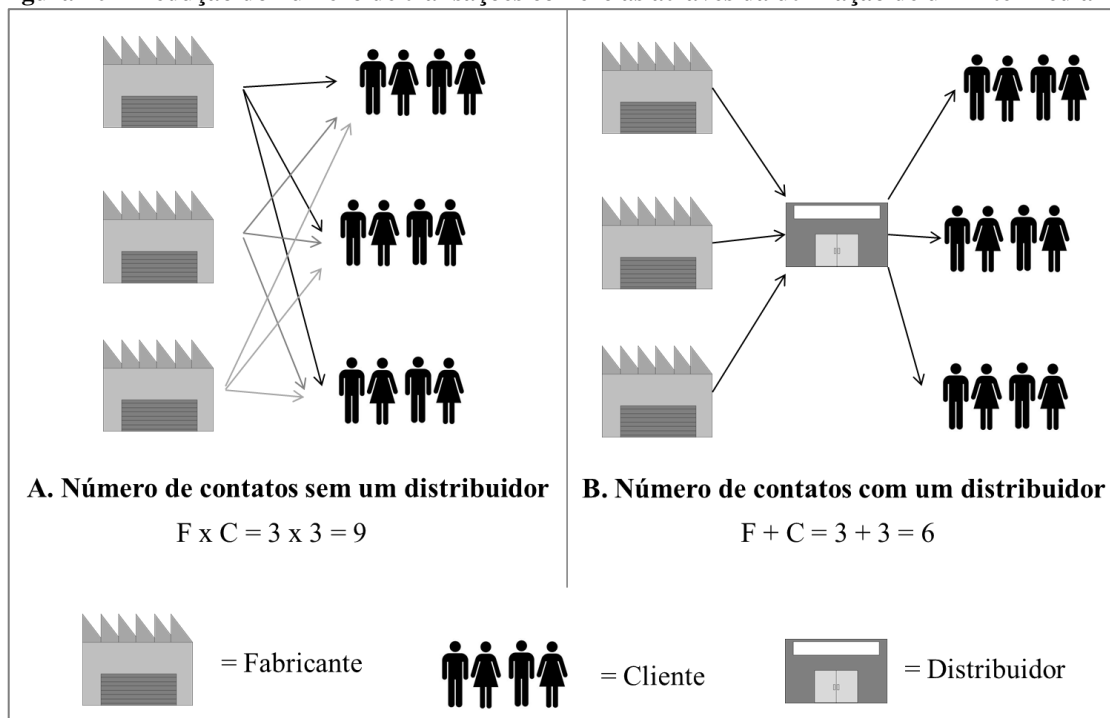 A. Número de contatos sem um distribuidor
F x C = 3 x 3 = 9
B. Número de contatos com um distribuidor
F + C = 3 + 3 = 6
= Fabricante
= Cliente
= Distribuidor